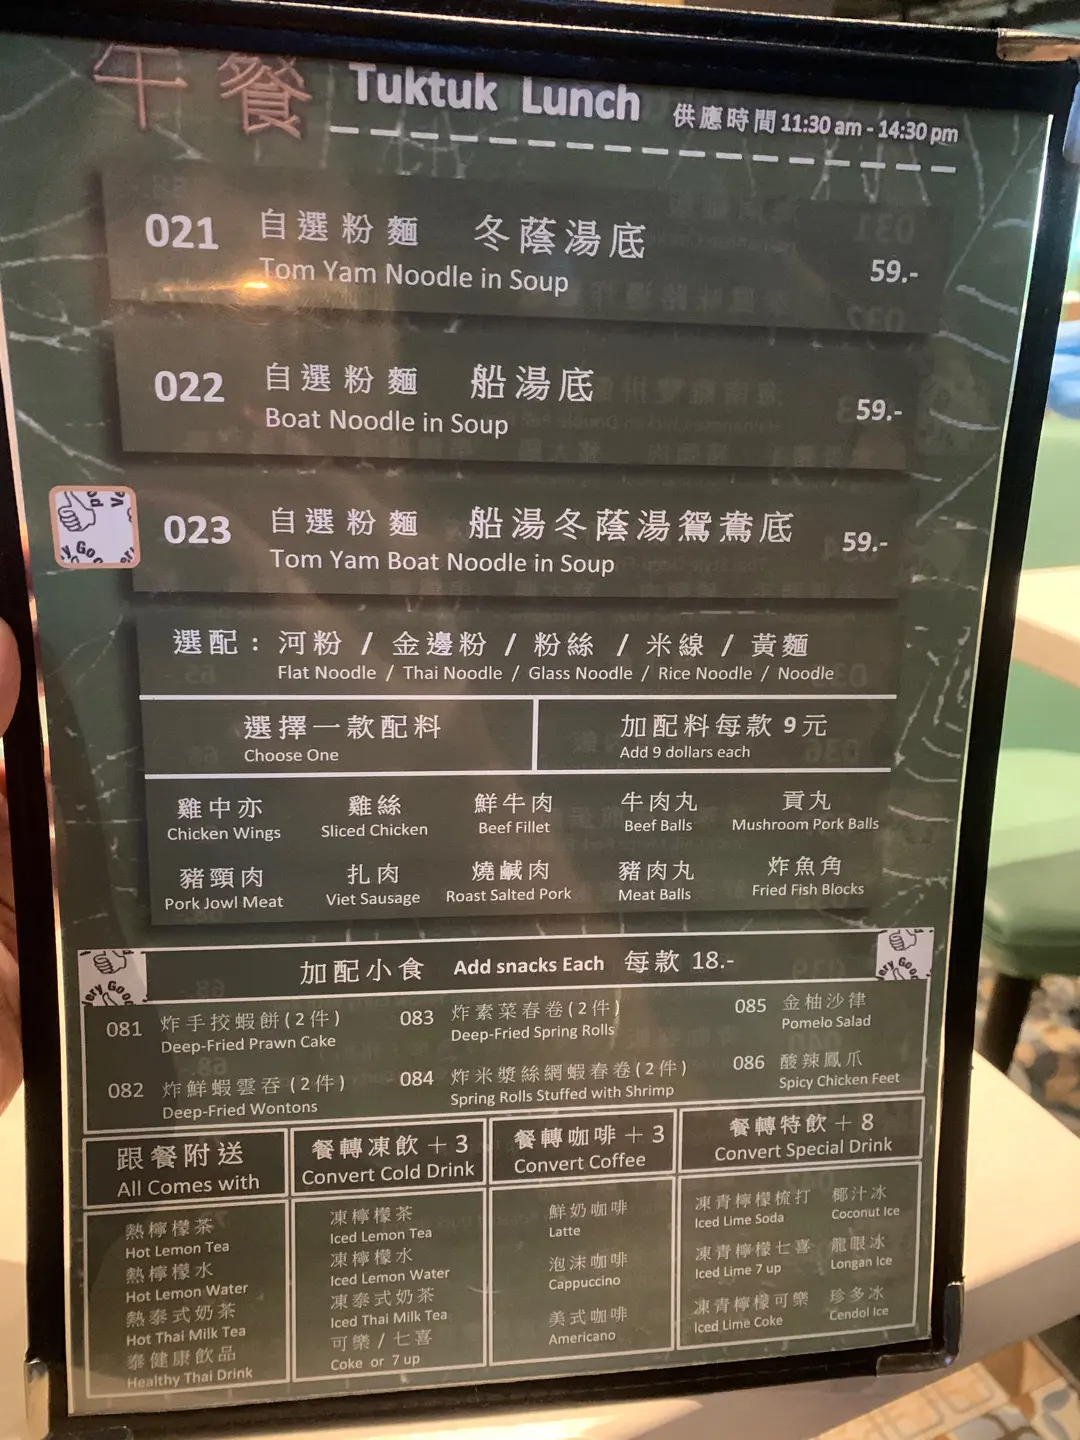 午餐 Tuktuk Lunch 供應時間 11:30 am - 14:30 pm
021 自選粉麵 冬蔭湯底
Tom Yam Noodle in Soup 59.-
022 自選粉麵 船湯底
Boat Noodle in Soup 59.-
023 自選粉麵 船湯冬蔭湯鴛鴦底
Tom Yam Boat Noodle in Soup 59.-
選配：河粉 / 金邊粉 / 粉絲 / 米線 / 黃麵
Flat Noodle / Thai Noodle / Glass Noodle / Rice Noodle / Noodle
選擇一款配料 加配料每款 9 元
Choose One Add 9 dollars each
雞中亦 雞絲 鮮牛肉 牛肉丸 貢丸
Chicken Wings Sliced Chicken Beef Fillet Beef Balls Mushroom Pork Balls
豬頸肉 扎肉 燒鹹肉 豬肉丸 炸魚角
Pork Jowl Meat Viet Sausage Roast Salted Pork Meat Balls Fried Fish Blocks
加配小食 Add snacks Each 每款 18.-
081 炸手挍蝦餅(2件)
Deep-Fried Prawn Cake
082 炸鮮蝦雲吞(2件)
Deep-Fried Wontons
083 炸素菜春卷(2件)
Deep-Fried Spring Rolls
084 炸米漿絲網蝦春卷(2件)
Spring Rolls Stuffed with Shrimp
085 金柚沙律
Pomelo Salad
086 酸辣鳳爪
Spicy Chicken Feet
跟餐附送
All Comes with
熱檸檬茶
Hot Lemon Tea
熱檸檬水
Hot Lemon Water
熱泰式奶茶
Hot Thai Milk Tea
泰健康飲品
Healthy Thai Drink
餐轉凍飲＋3
Convert Cold Drink
凍檸檬茶
Iced Lemon Tea
凍檸檬水
Iced Lemon Water
凍泰式奶茶
Iced Thai Milk Tea
可樂 / 七喜
Coke or 7 up
餐轉咖啡＋3
Convert Coffee
鮮奶咖啡
Latte
泡沫咖啡
Cappuccino
美式咖啡
Americano
餐轉特飲＋8
Convert Special Drink
凍青檸檬梳打 椰汁冰
Iced Lime Soda Coconut Ice
凍青檸檬七喜 龍眼冰
Iced Lime 7 up Longan Ice
凍青檸檬可樂 珍多冰
Iced Lime Coke Cendol Ice